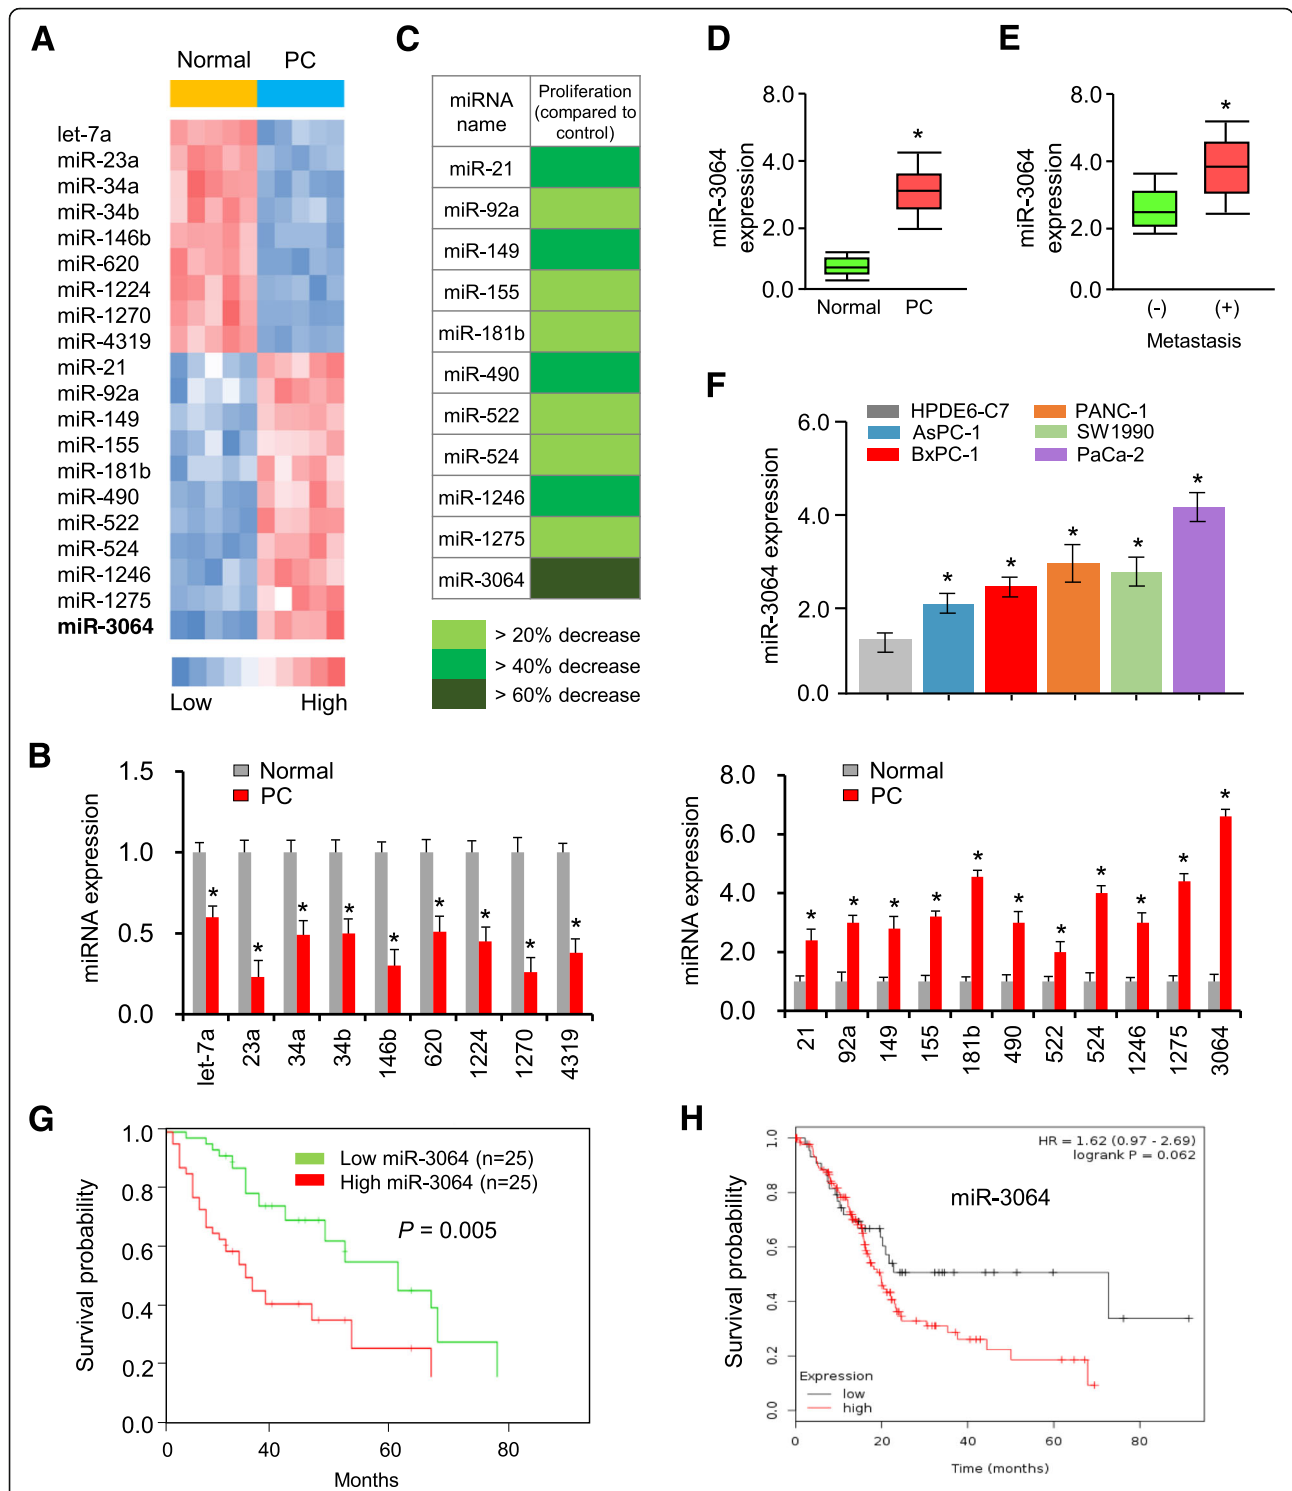 A
Normal PC
let-7a
miR-23a
miR-34a
miR-34b
miR-146b
miR-620
miR-1224
miR-1270
miR-4319
miR-21
miR-92a
miR-149
miR-155
miR-181b
miR-490
miR-522
miR-524
miR-1246
miR-1275
miR-3064
Low High
C
miRNA name
Proliferation (compared to control)
miR-21
miR-92a
miR-149
miR-155
miR-181b
miR-490
miR-522
miR-524
miR-1246
miR-1275
miR-3064
> 20% decrease
> 40% decrease
> 60% decrease
D
miR-3064 expression
8.0
4.0
2.0
0.0
*
Normal PC
E
miR-3064 expression
8.0
4.0
2.0
0.0
*
(-) (+)
Metastasis
F
HPDE6-C7 PANC-1
AsPC-1 SW1990
BxPC-1 PaCa-2
miR-3064 expression
6.0
4.0
2.0
0.0
* * * * *
B
miRNA expression
1.5
1.0
0.5
0.0
Normal
PC
* * * * * * * * *
let-7a 23a 34a 34b 146b 620 1224 1270 4319
miRNA expression
8.0
6.0
4.0
2.0
0.0
Normal
PC
* * * * * * * * * * *
21 92a 149 155 181b 490 522 524 1246 1275 3064
G
Survival probability
1.0
0.8
0.6
0.4
0.2
0.0
Low miR-3064 (n=25)
High miR-3064 (n=25)
P = 0.005
0 40 80
Months
H
Survival probability
1.0
0.8
0.6
0.4
0.2
0.0
HR = 1.62 (0.97 - 2.69)
logrank P = 0.062
miR-3064
Expression
low
high
0 20 40 60 80
Time (months)